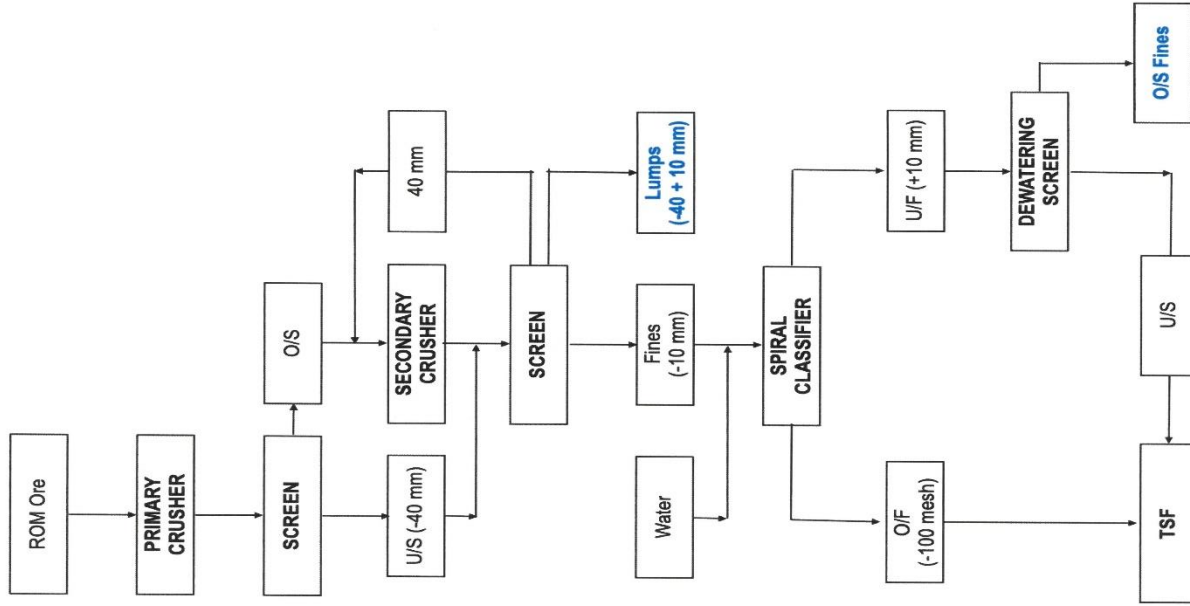 ROM Ore
PRIMARY
CRUSHER
SCREEN
O/S
U/S (-40 mm)
SECONDARY
CRUSHER
40 mm
SCREEN
Water
Fines
(-10 mm)
Lumps
(-40 + 10 mm)
SPIRAL
CLASSIFIER
O/F
(-100 mesh)
U/F (+10 mm)
DEWATERING
SCREEN
TSF
U/S
O/S Fines